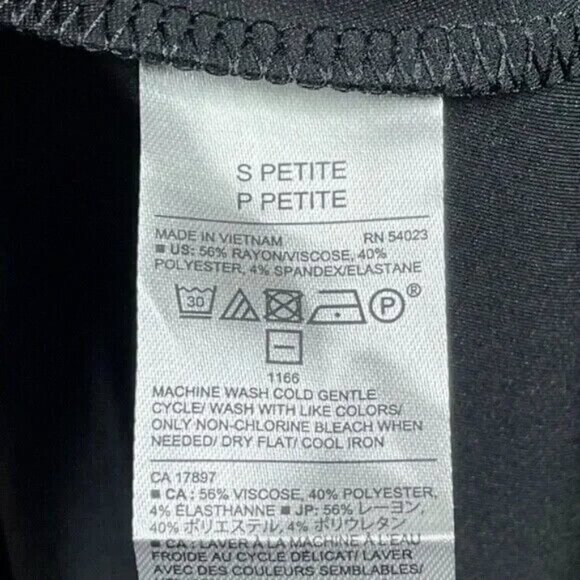 S PETITE
P PETITE
MADE IN VIETNAM RN 54023
■ US: 56% RAYON/VISCOSE, 40%
POLYESTER, 4% SPANDEX/ELASTANE
30 P ®
1166
MACHINE WASH COLD GENTLE
CYCLE/ WASH WITH LIKE COLORS/
ONLY NON-CHLORINE BLEACH WHEN
NEEDED/ DRY FLAT/ COOL IRON
CA 17897
■ CA : 56% VISCOSE, 40% POLYESTER,
4% ÉLASTHANNE ■ JP: 56% レーヨン,
40% ポリエステル, 4% ポリウレタン
■ CA : LAVER À LA MACHINE À L'EAU
FROIDE AU CYCLE DÉLICAT/ LAVER
AVEC DES COULEURS SEMBLABLES/